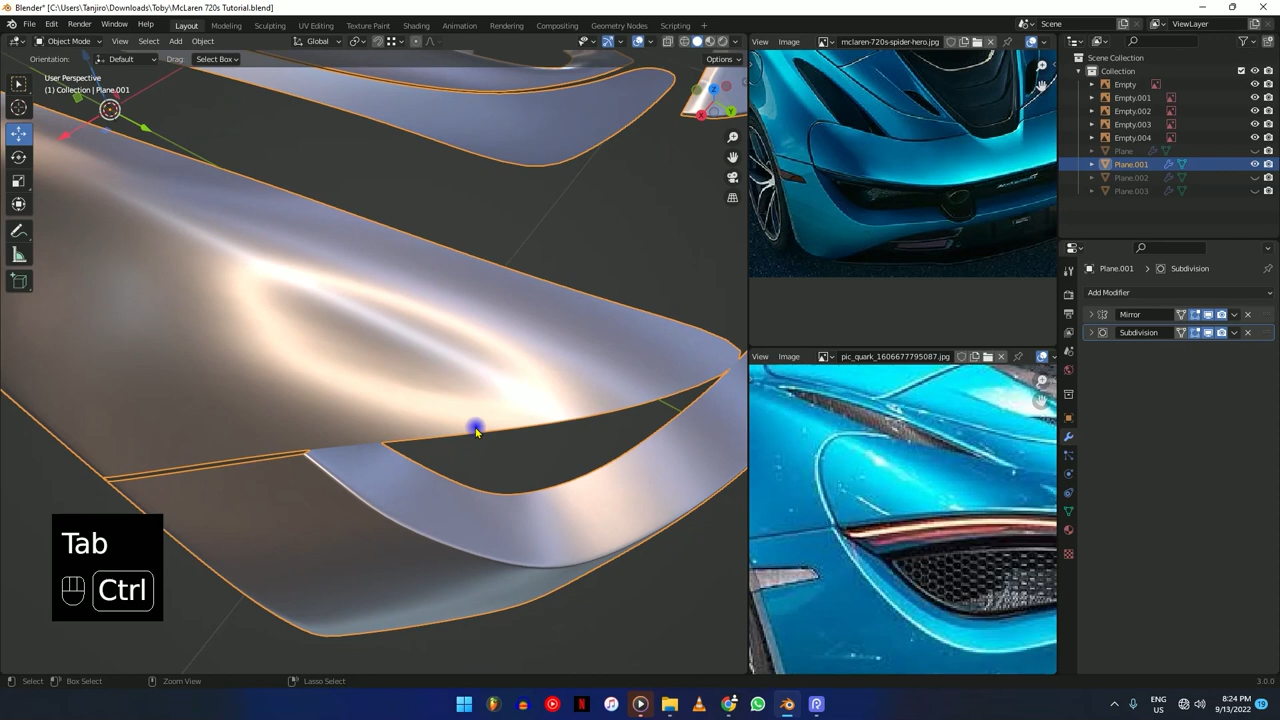 Blender* [C:\Users\Tanjiro\Downloads\Toby\McLaren 720s Tutorial.blend]
File Edit Render Window Help Layout Modeling Sculpting UV Editing Texture Paint Shading Animation Rendering Compositing Geometry Nodes Scripting + Scene ViewLayer
Object Mode View Select Add Object Global View Image mclaren-720s-spider-hero.jpg
Orientation: Default Drag: Select Box Options Scene Collection
User Perspective
(1) Collection | Plane.001
Collection
Empty
Empty.001
Empty.002
Empty.003
Empty.004
Plane
Plane.001
Plane.002
Plane.003
Plane.001 > Subdivision
Add Modifier
Mirror
Subdivision
View Image pic_quark_1606677795087.jpg
Tab
Ctrl
Select Box Select Zoom View Lasso Select 3.0.0
ENG
US
8:24 PM
9/13/2022
19